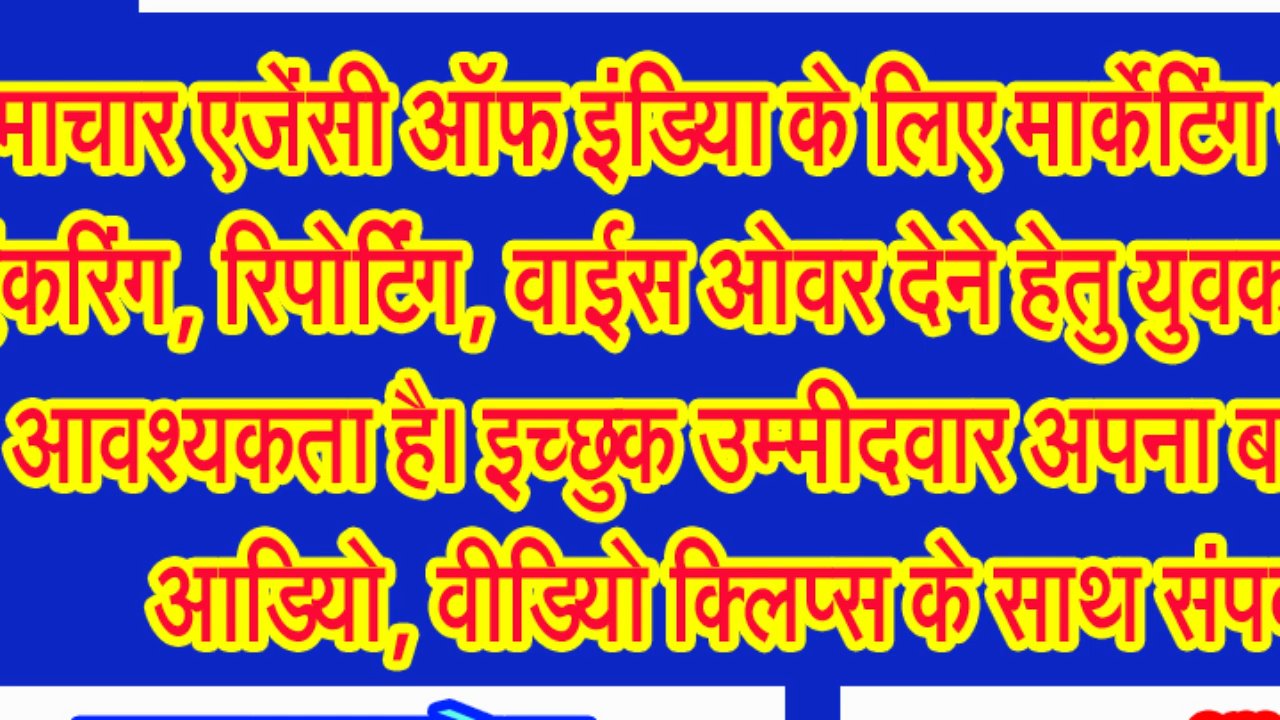 माचार एजेंसी ऑफ इंडिया के लिए मार्केटिंग
करिंग, रिपोर्टिंग, वाईस ओवर देने हेतु युवक
आवश्यकता है। इच्छुक उम्मीदवार अपना ब
आडियो, वीडियो क्लिप्स के साथ संप